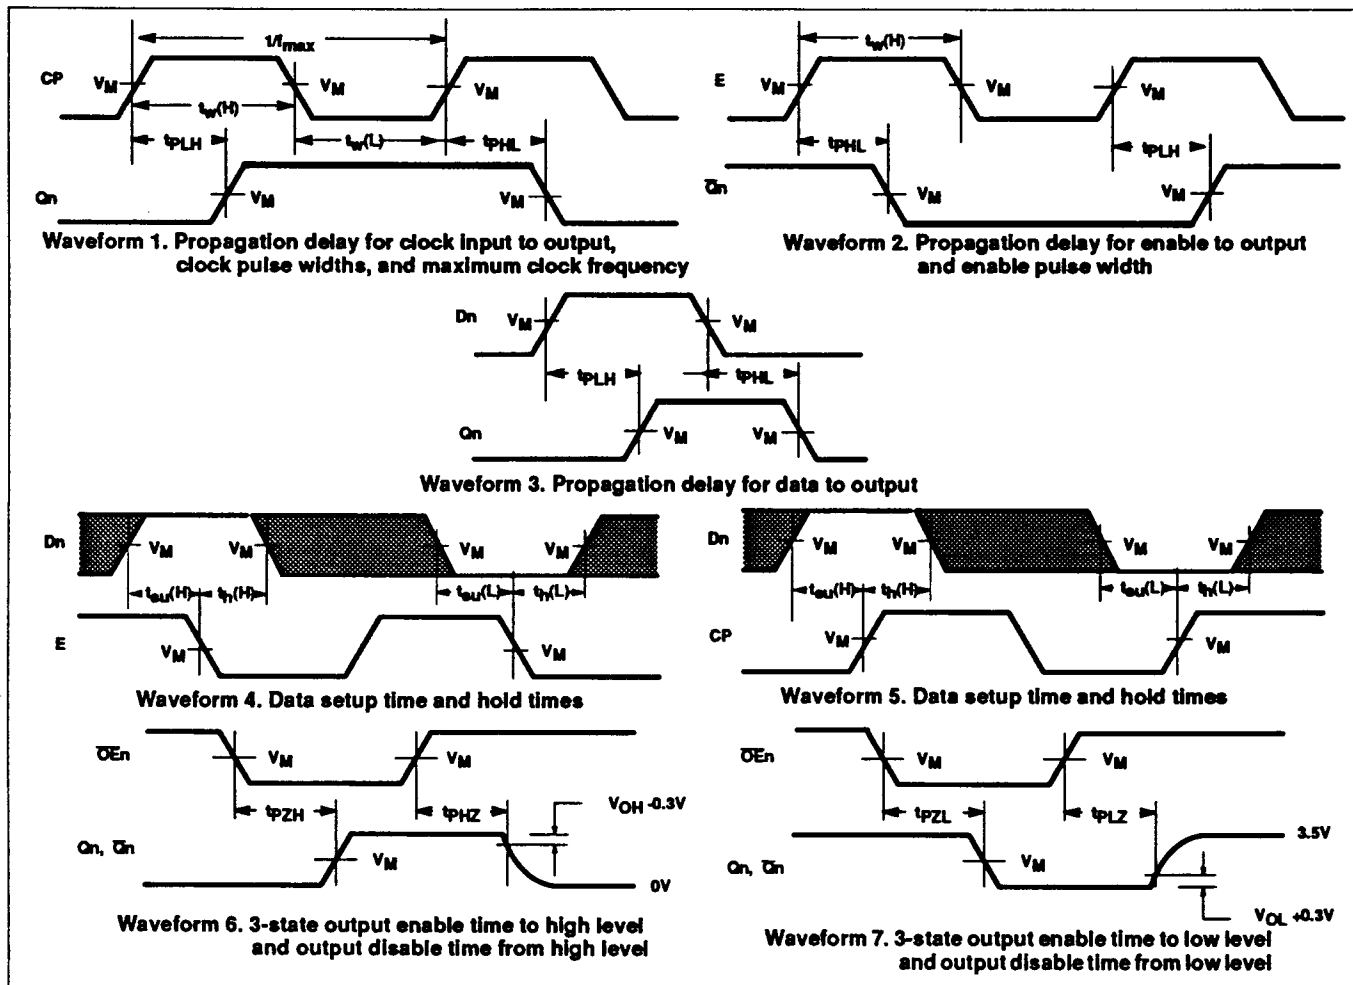 1/fmax
CP
VM
VM
VM
tw(H)
tPLH
tw(L)
tPHL
Qn
VM
VM
Waveform 1. Propagation delay for clock input to output,
clock pulse widths, and maximum clock frequency
tw(H)
E
VM
VM
VM
tPHL
tPLH
Q̅n
VM
VM
Waveform 2. Propagation delay for enable to output
and enable pulse width
Dn
VM
VM
tPLH
tPHL
Qn
VM
VM
Waveform 3. Propagation delay for data to output
Dn
VM
VM
VM
VM
tsu(H)
th(H)
tsu(L)
th(L)
E
VM
VM
Waveform 4. Data setup time and hold times
Dn
VM
VM
VM
VM
tsu(H)
th(H)
tsu(L)
th(L)
CP
VM
VM
Waveform 5. Data setup time and hold times
O̅E̅n
VM
VM
tPZH
tPHZ
VOH -0.3V
Qn, Q̅n
VM
0V
Waveform 6. 3-state output enable time to high level
and output disable time from high level
O̅E̅n
VM
VM
tPZL
tPLZ
3.5V
Qn, Q̅n
VM
VOL +0.3V
Waveform 7. 3-state output enable time to low level
and output disable time from low level